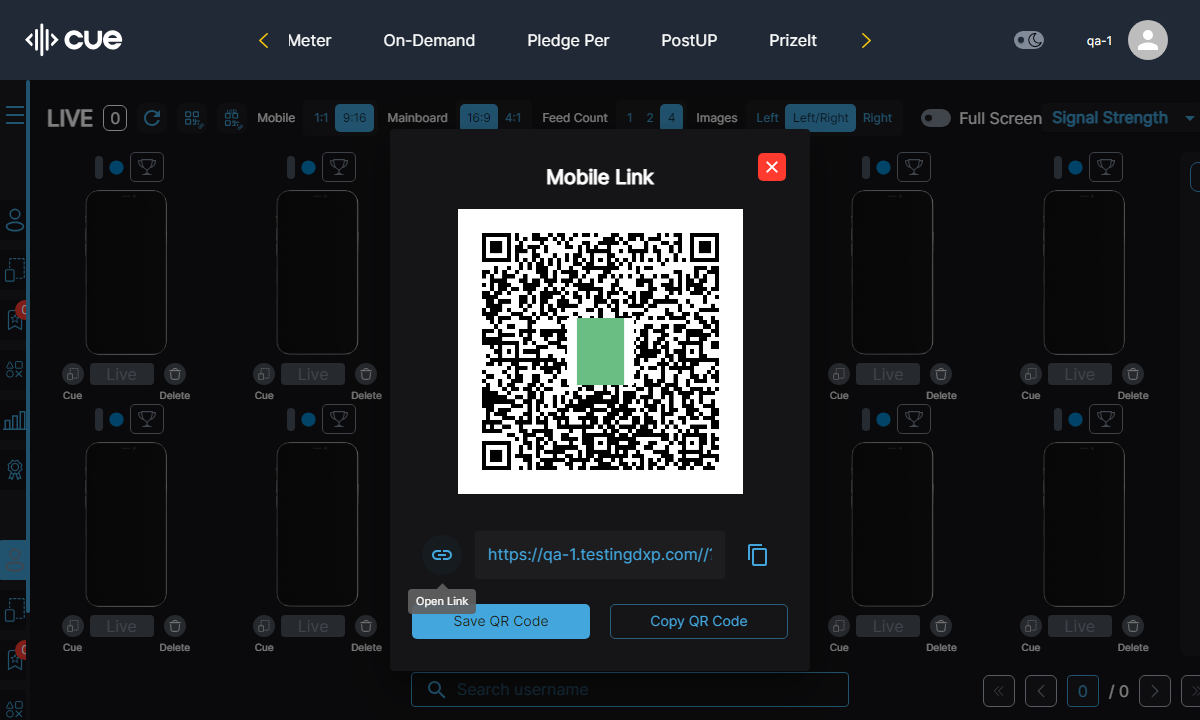 cue
Meter On-Demand Pledge Per PostUP PrizeIt
qa-1
LIVE 0 Mobile 1:1 9:16 Mainboard 16:9 4:1 Feed Count 1 2 4 Images Left Left/Right Right Full Screen Signal Strength
Mobile Link
Live Live Live Live
Cue Delete Cue Delete Cue Delete Cue Delete
https://qa-1.testingdxp.com//
Open Link
Save QR Code Copy QR Code
Live Live Live Live
Cue Delete Cue Delete Cue Delete Cue Delete
Search username
0 / 0